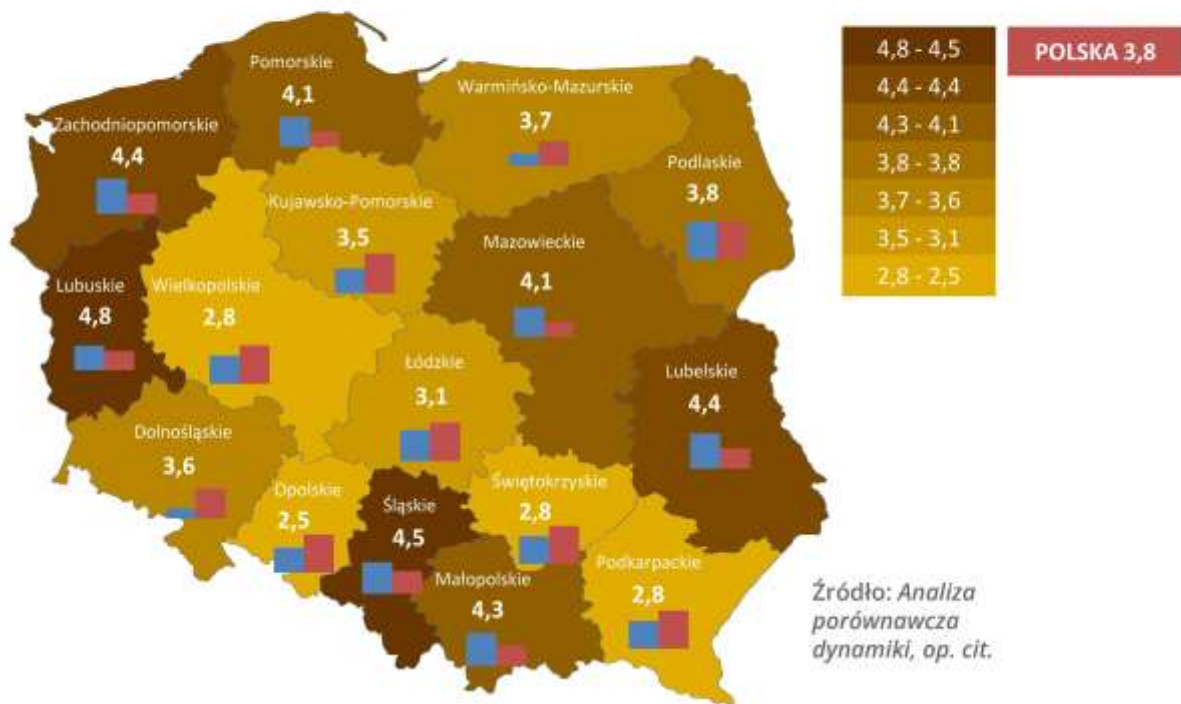 Pomorskie
4,1
Warmińsko-Mazurskie
3,7
Zachodniopomorskie
4,4
Podlaskie
3,8
Kujawsko-Pomorskie
3,5
Mazowieckie
4,1
Lubuskie
4,8
Wielkopolskie
2,8
Łódzkie
3,1
Lubelskie
4,4
Dolnośląskie
3,6
Opolskie
2,5
Śląskie
4,5
Świętokrzyskie
2,8
Małopolskie
4,3
Podkarpackie
2,8
4,8 - 4,5
4,4 - 4,4
4,3 - 4,1
3,8 - 3,8
3,7 - 3,6
3,5 - 3,1
2,8 - 2,5
POLSKA 3,8
Źródło: Analiza
porównawcza
dynamiki, op. cit.